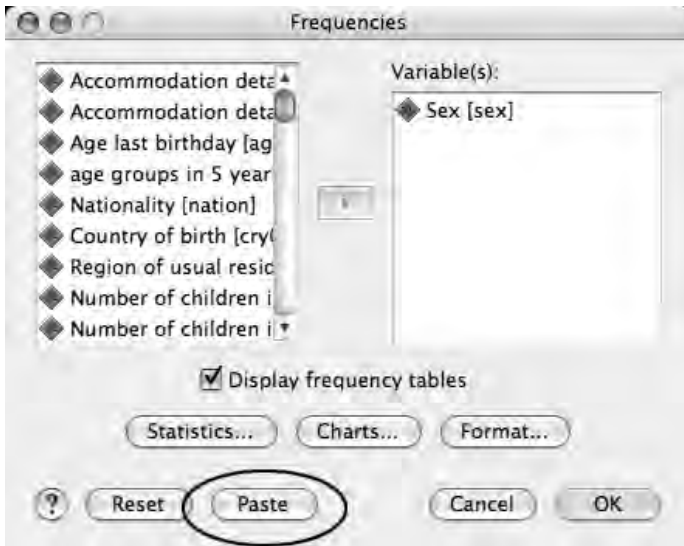 Frequencies
Accommodation deta
Accommodation deta
Age last birthday [ag
age groups in 5 year
Nationality [nation]
Country of birth [cry
Region of usual resid
Number of children i
Number of children i
Variable(s):
Sex [sex]
Display frequency tables
Statistics... Charts... Format...
? Reset Paste Cancel OK